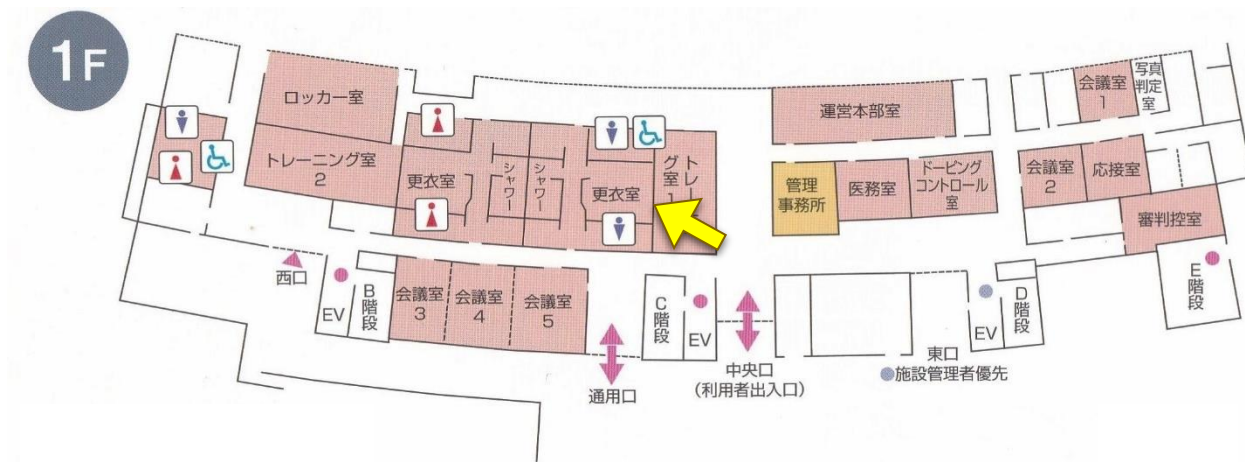 1F
ロッカー室
トレーニング室
2
更衣室
シャワー
シャワー
更衣室
トレーニング室1
運営本部室
管理
事務所
医務室
ドーピング
コントロール
室
会議室
1
写真
判定
室
会議室
2
応接室
審判控室
西口
EV
B階段
会議室
3
会議室
4
会議室
5
通用口
C階段
EV
中央口
(利用者出入口)
東口
●施設管理者優先
EV
D階段
E階段